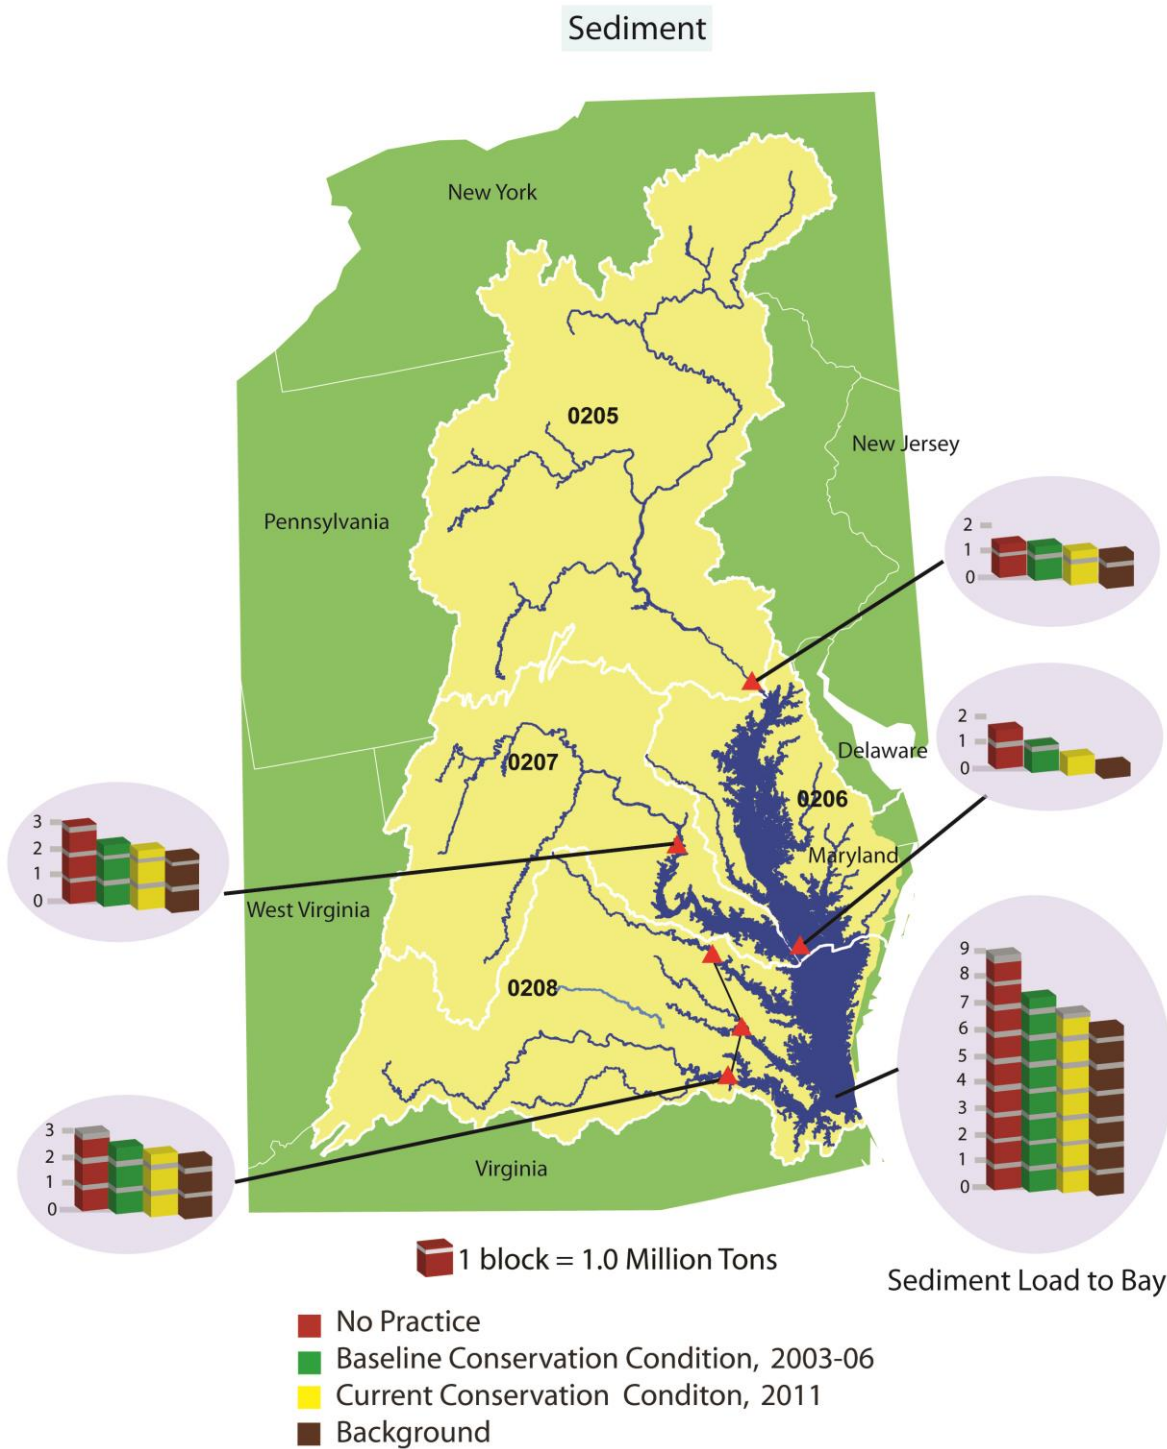 Sediment
New York
0205
New Jersey
Pennsylvania
2
1
0
2
1
0
Delaware
0207
0206
Maryland
3
2
1
0
West Virginia
0208
9
8
7
6
5
4
3
2
1
0
3
2
1
0
Virginia
1 block = 1.0 Million Tons
Sediment Load to Bay
No Practice
Baseline Conservation Condition, 2003-06
Current Conservation Conditon, 2011
Background